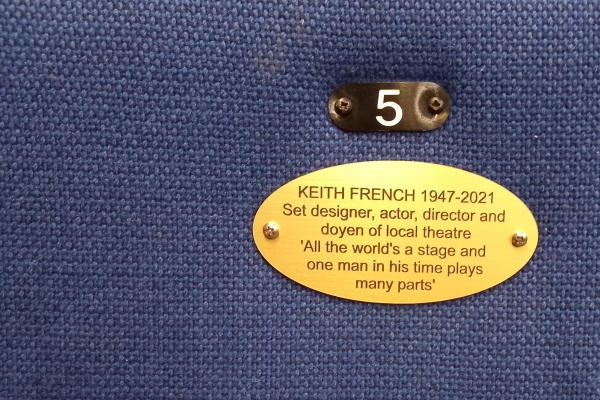 5
KEITH FRENCH 1947-2021
Set designer, actor, director and
doyen of local theatre
'All the world's a stage and
one man in his time plays
many parts'